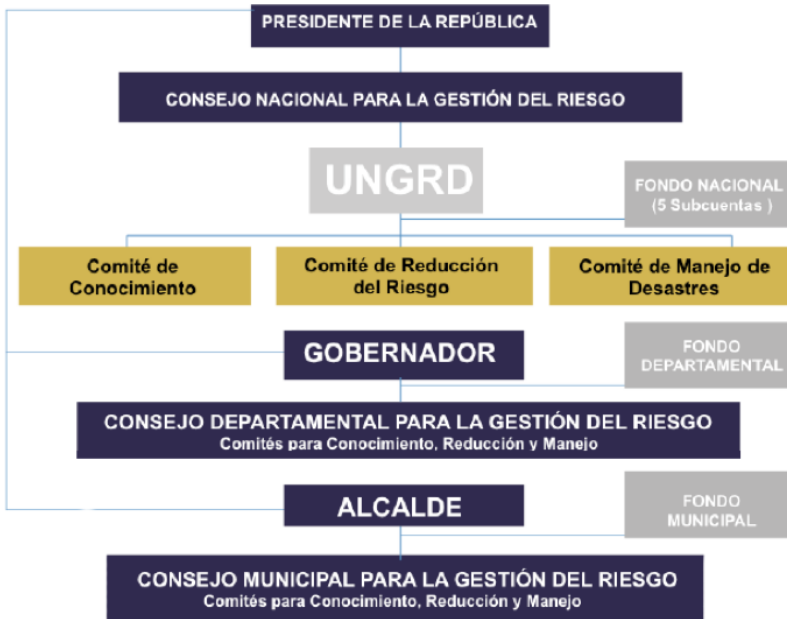 PRESIDENTE DE LA REPÚBLICA
CONSEJO NACIONAL PARA LA GESTIÓN DEL RIESGO
UNGRD
FONDO NACIONAL
(5 Subcuentas )
Comité de
Conocimiento
Comité de Reducción
del Riesgo
Comité de Manejo de
Desastres
GOBERNADOR
FONDO
DEPARTAMENTAL
CONSEJO DEPARTAMENTAL PARA LA GESTIÓN DEL RIESGO
Comités para Conocimiento, Reducción y Manejo
ALCALDE
FONDO
MUNICIPAL
CONSEJO MUNICIPAL PARA LA GESTIÓN DEL RIESGO
Comités para Conocimiento, Reducción y Manejo